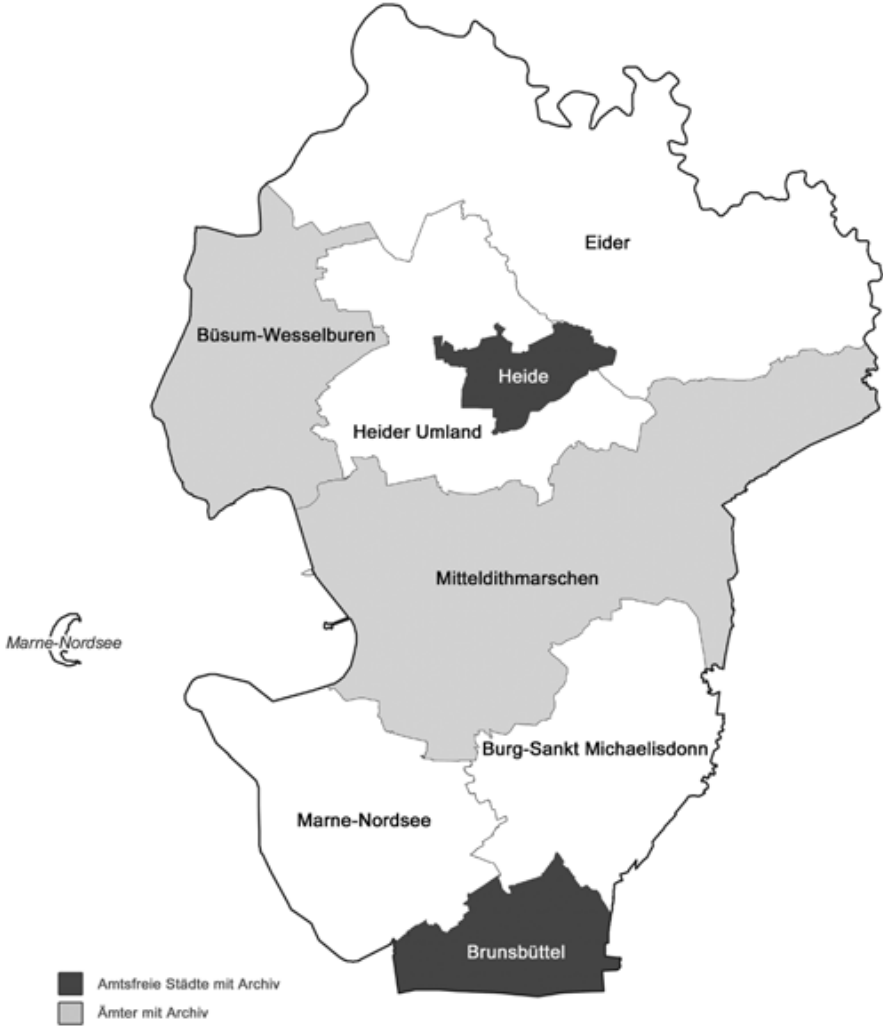 Eider
Büsum-Wesselburen
Heide
Heider Umland
Mitteldithmarschen
Marne-Nordsee
Burg-Sankt Michaelisdonn
Marne-Nordsee
Brunsbüttel
Amtsfreie Städte mit Archiv
Ämter mit Archiv